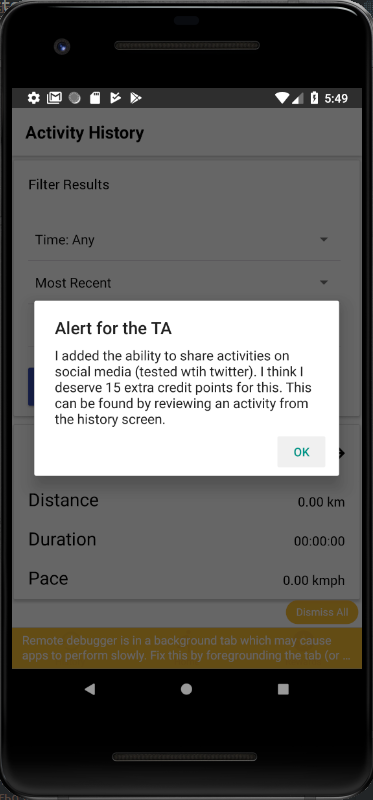 5:49
Activity History
Filter Results
Time: Any
Most Recent
Alert for the TA
I added the ability to share activities on
social media (tested wtih twitter). I think I
deserve 15 extra credit points for this. This
can be found by reviewing an activity from
the history screen.
OK
Distance 0.00 km
Duration 00:00:00
Pace 0.00 kmph
Dismiss All
Remote debugger is in a background tab which may cause
apps to perform slowly. Fix this by foregrounding the tab (or ...